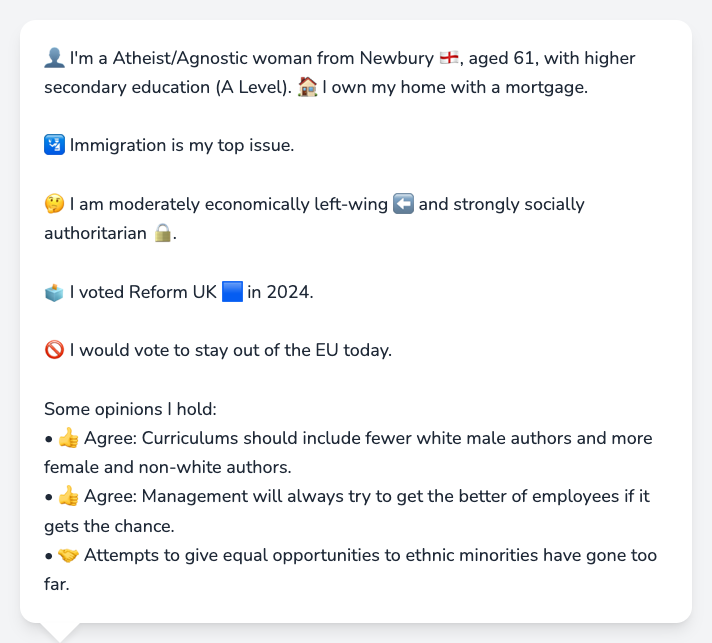 👤 I'm a Atheist/Agnostic woman from Newbury 🏴󠁧󠁢󠁥󠁮󠁧󠁿, aged 61, with higher
secondary education (A Level). 🏠 I own my home with a mortgage.
🛂 Immigration is my top issue.
🤔 I am moderately economically left-wing ⬅️ and strongly socially
authoritarian 🔒.
🗳️ I voted Reform UK 🟦 in 2024.
🚫 I would vote to stay out of the EU today.
Some opinions I hold:
• 👍 Agree: Curriculums should include fewer white male authors and more
female and non-white authors.
• 👍 Agree: Management will always try to get the better of employees if it
gets the chance.
• 🤝 Attempts to give equal opportunities to ethnic minorities have gone too
far.